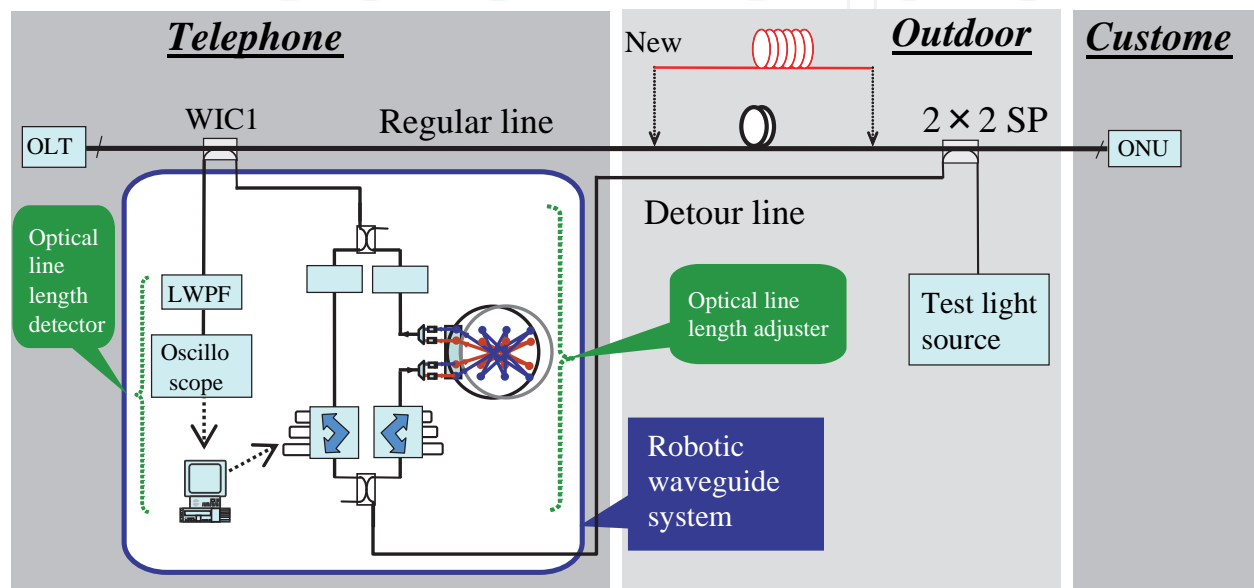 Telephone
New
Outdoor
Custome
WIC1
Regular line
2 × 2 SP
OLT
ONU
Detour line
Optical
line
length
detector
LWPF
Oscillo
scope
Optical line
length adjuster
Test light
source
Robotic
waveguide
system